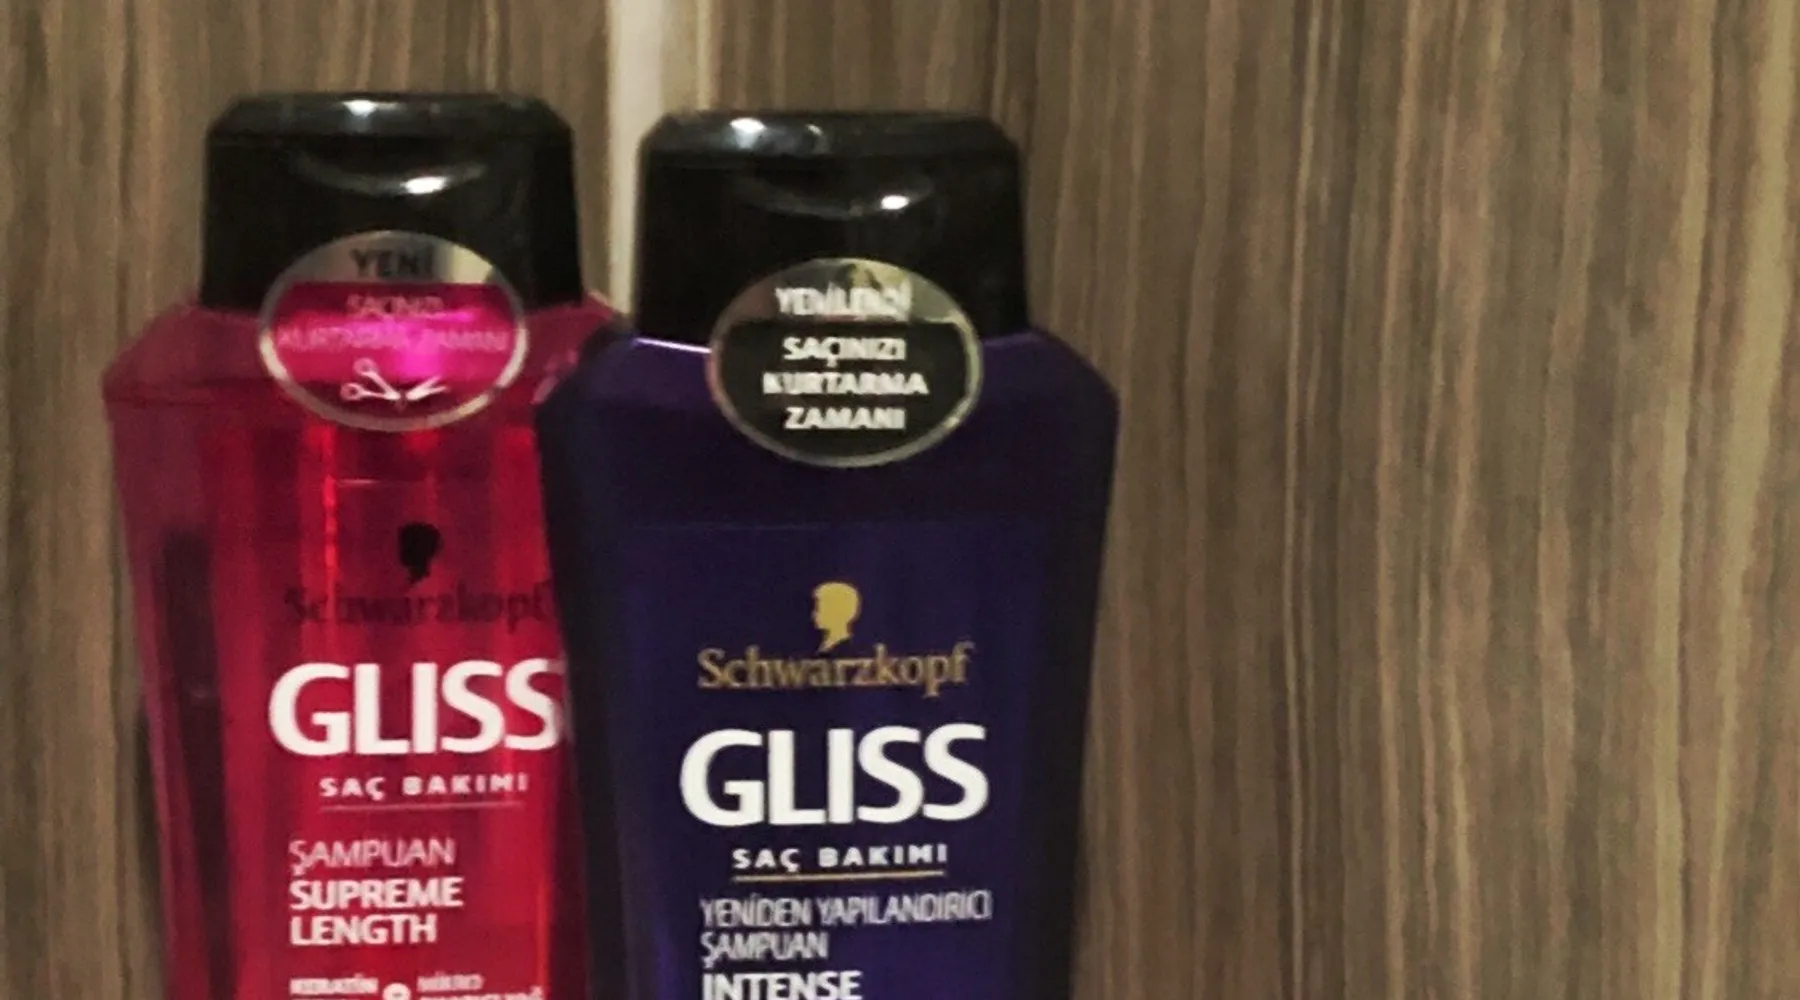 YENİ
SAÇINIZI
KURTARMA ZAMANI
Schwarzkopf
GLISS
SAÇ BAKIMI
ŞAMPUAN
SUPREME
LENGTH
KERATİN
&
YENİLENDİ
SAÇINIZI
KURTARMA
ZAMANI
Schwarzkopf
GLISS
SAÇ BAKIMI
YENİDEN YAPILANDIRICI
ŞAMPUAN
INTENSE